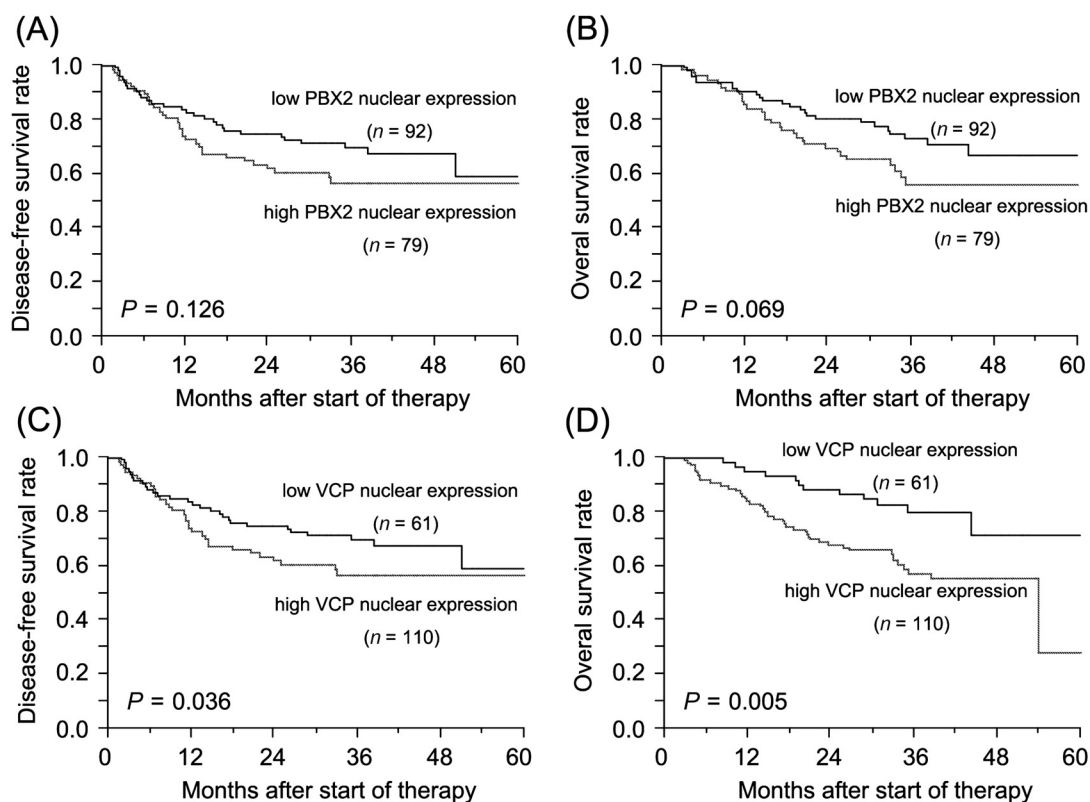 (A)
Disease-free survival rate
1.0
0.8
0.6
0.4
0.2
0.0
low PBX2 nuclear expression
(n = 92)
high PBX2 nuclear expression
(n = 79)
P = 0.126
0 12 24 36 48 60
Months after start of therapy
(B)
Overal survival rate
1.0
0.8
0.6
0.4
0.2
0.0
low PBX2 nuclear expression
(n = 92)
high PBX2 nuclear expression
(n = 79)
P = 0.069
0 12 24 36 48 60
Months after start of therapy
(C)
Disease-free survival rate
1.0
0.8
0.6
0.4
0.2
0.0
low VCP nuclear expression
(n = 61)
high VCP nuclear expression
(n = 110)
P = 0.036
0 12 24 36 48 60
Months after start of therapy
(D)
Overal survival rate
1.0
0.8
0.6
0.4
0.2
0.0
low VCP nuclear expression
(n = 61)
high VCP nuclear expression
(n = 110)
P = 0.005
0 12 24 36 48 60
Months after start of therapy